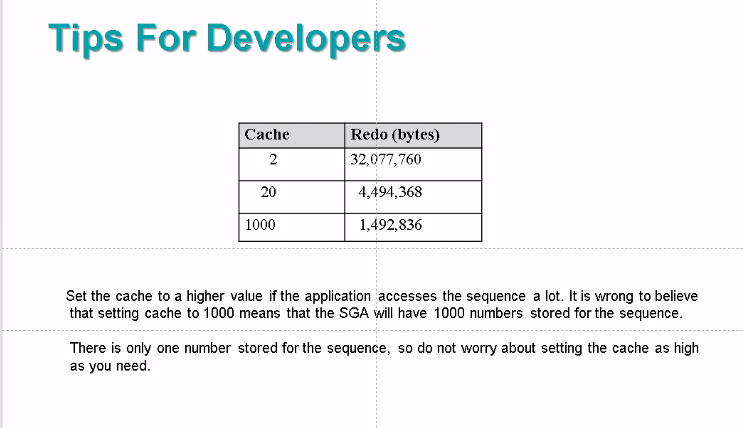 Tips For Developers
Cache Redo (bytes)
2 32,077,760
20 4,494,368
1000 1,492,836
Set the cache to a higher value if the application accesses the sequence a lot. It is wrong to believe
that setting cache to 1000 means that the SGA will have 1000 numbers stored for the sequence.
There is only one number stored for the sequence, so do not worry about setting the cache as high
as you need.